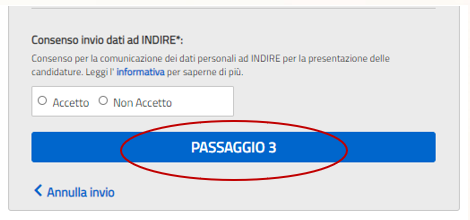 Consenso invio dati ad INDIRE*:
Consenso per la comunicazione dei dati personali ad INDIRE per la presentazione delle
candidature. Leggi l' informativa per saperne di più.
Accetto Non Accetto
PASSAGGIO 3
Annulla invio